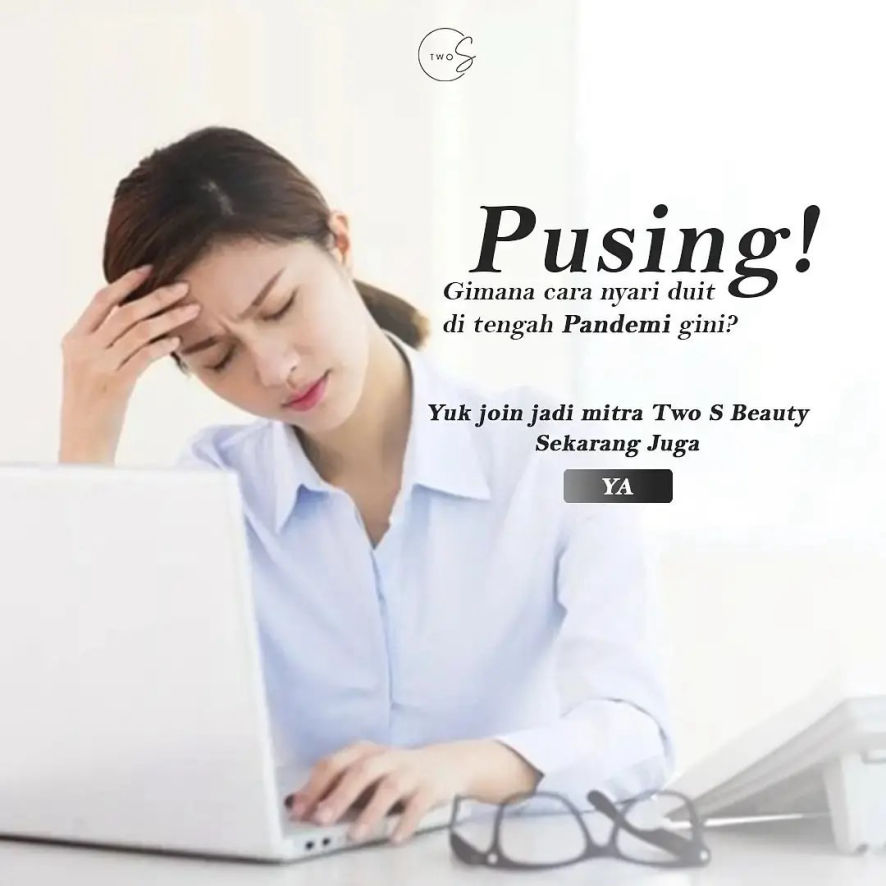 TWO S
Pusing!
Gimana cara nyari duit
di tengah Pandemi gini?
Yuk join jadi mitra Two S Beauty
Sekarang Juga
YA